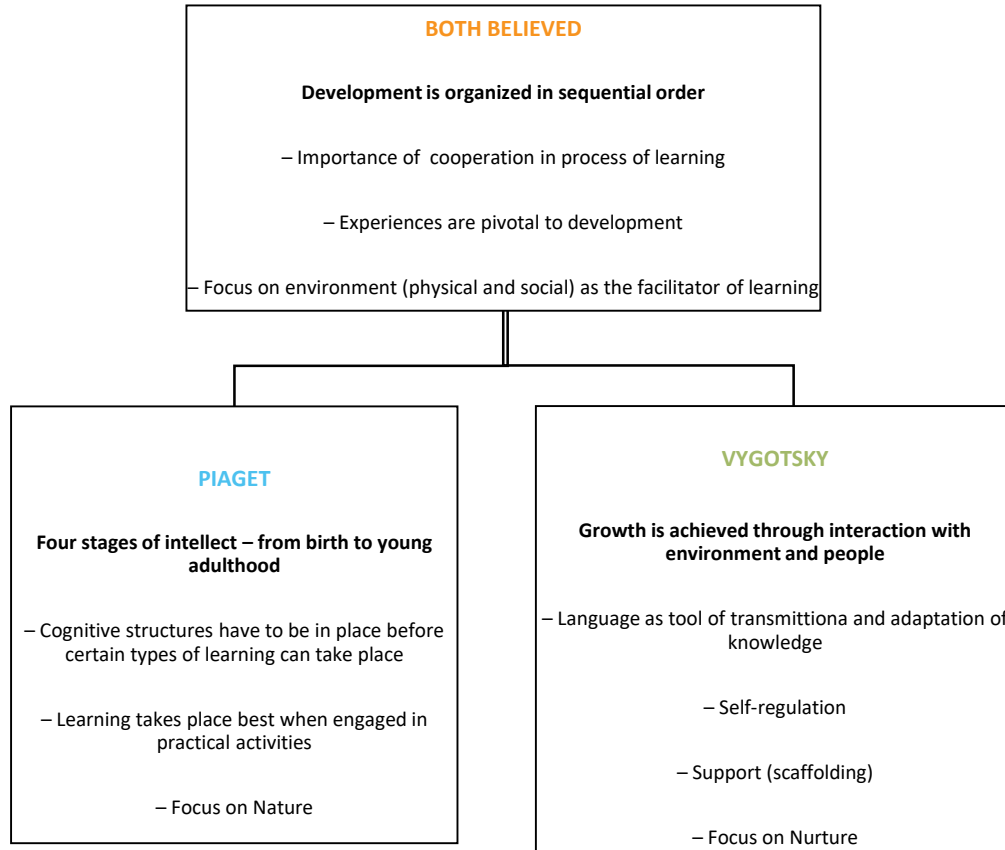 BOTH BELIEVED
Development is organized in sequential order
– Importance of  cooperation in process of learning
– Experiences are pivotal to development
– Focus on environment (physical and social) as the facilitator of learning
PIAGET
Four stages of intellect – from birth to young
adulthood
– Cognitive structures have to be in place before
certain types of learning can take place
– Learning takes place best when engaged in
practical activities
– Focus on Nature
VYGOTSKY
Growth is achieved through interaction with
environment and people
– Language as tool of transmittiona and adaptation of
knowledge
– Self-regulation
– Support (scaffolding)
– Focus on Nurture